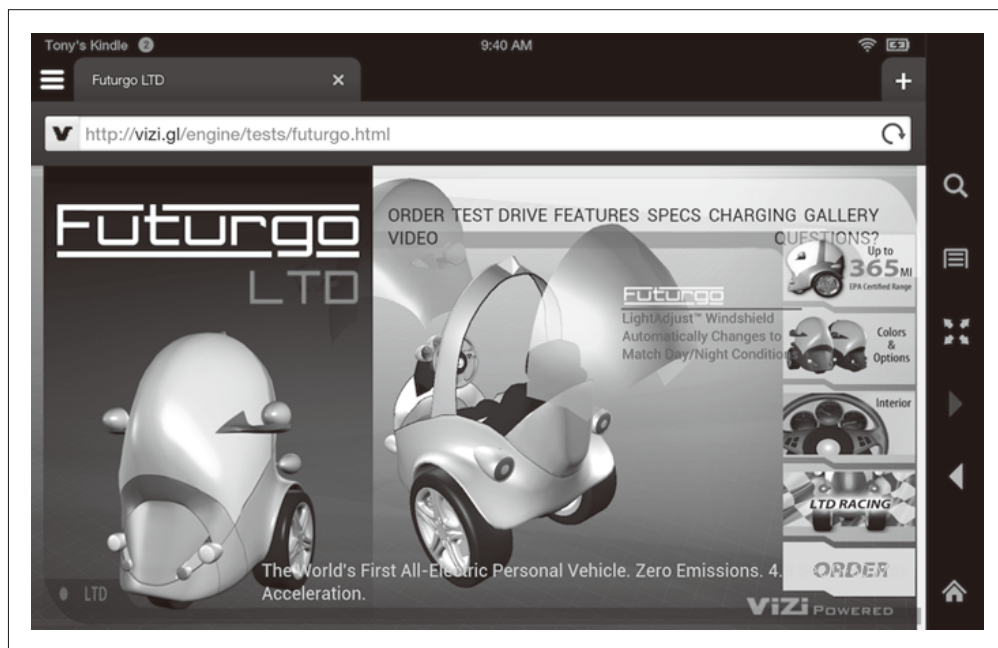 Tony's Kindle 2
9:40 AM
Futurgo LTD
http://vizi.gl/engine/tests/futurgo.html
Futurgo
LTD
ORDER TEST DRIVE FEATURES SPECS CHARGING GALLERY
VIDEO QUESTIONS?
Up to
365 MI
EPA Certified Range
Futurgo
LightAdjust™ Windshield
Automatically Changes to
Match Day/Night Condition
Colors
&
Options
Interior
LTD RACING
ORDER
The World's First All-Electric Personal Vehicle. Zero Emissions. 4.
Acceleration.
LTD
ViZi POWERED